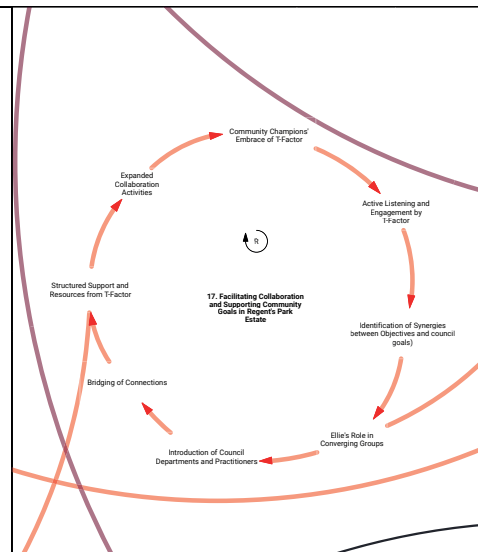 Community Champions'
Embrace of T-Factor
Expanded
Collaboration
Activities
Active Listening and
Engagement by
T-Factor
R
Structured Support and
Resources from T-Factor
17. Facilitating Collaboration
and Supporting Community
Goals in Regent's Park
Estate
Identification of Synergies
between Objectives and council
goals)
Bridging of Connections
Ellie's Role in
Converging Groups
Introduction of Council
Departments and Practitioners